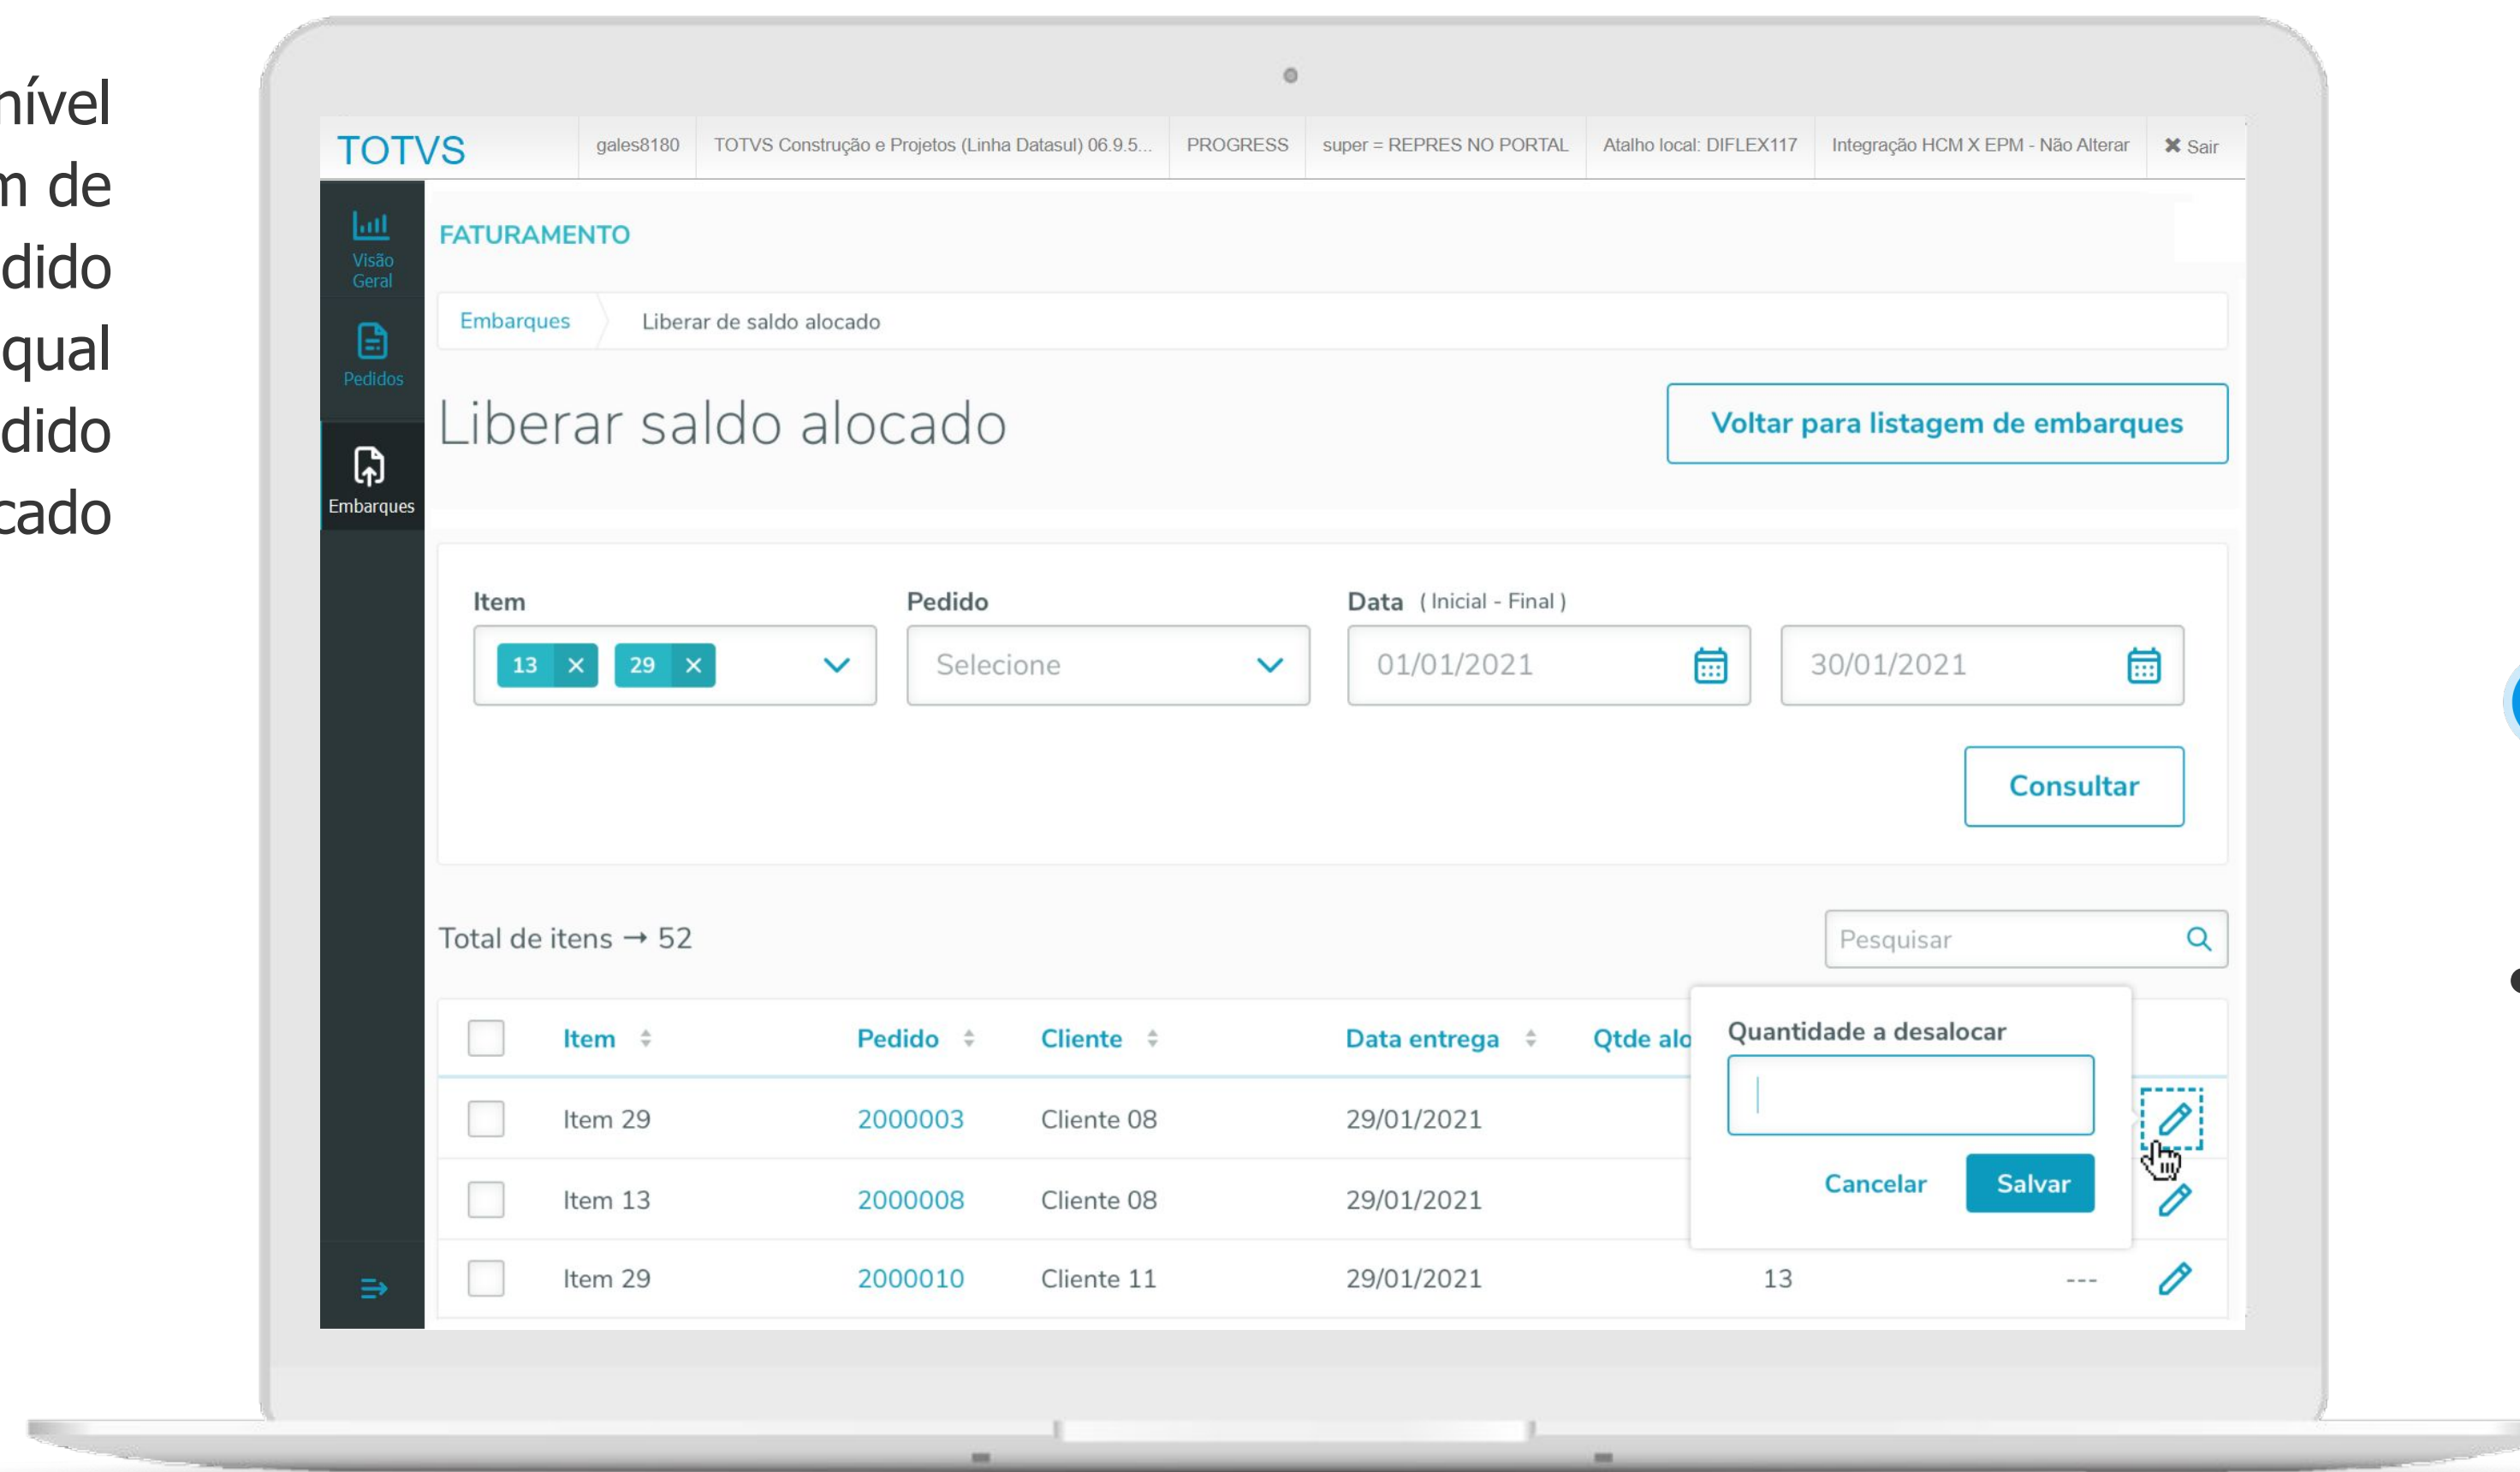 nível
m de
dido
qual
dido
cado
TOTVS gales8180 TOTVS Construção e Projetos (Linha Datasul) 06.9.5... PROGRESS super = REPRES NO PORTAL Atalho local: DIFLEX117 Integração HCM X EPM - Não Alterar Sair
Visão
Geral
Pedidos
Embarques
FATURAMENTO
Embarques Liberar de saldo alocado
Liberar saldo alocado Voltar para listagem de embarques
Item Pedido Data ( Inicial - Final )
13 × 29 × Selecione 01/01/2021 30/01/2021
Consultar
Total de itens → 52 Pesquisar
Item Pedido Cliente Data entrega Qtde alo
Quantidade a desalocar
Item 29 2000003 Cliente 08 29/01/2021
Cancelar Salvar
Item 13 2000008 Cliente 08 29/01/2021
Item 29 2000010 Cliente 11 29/01/2021 13 ---